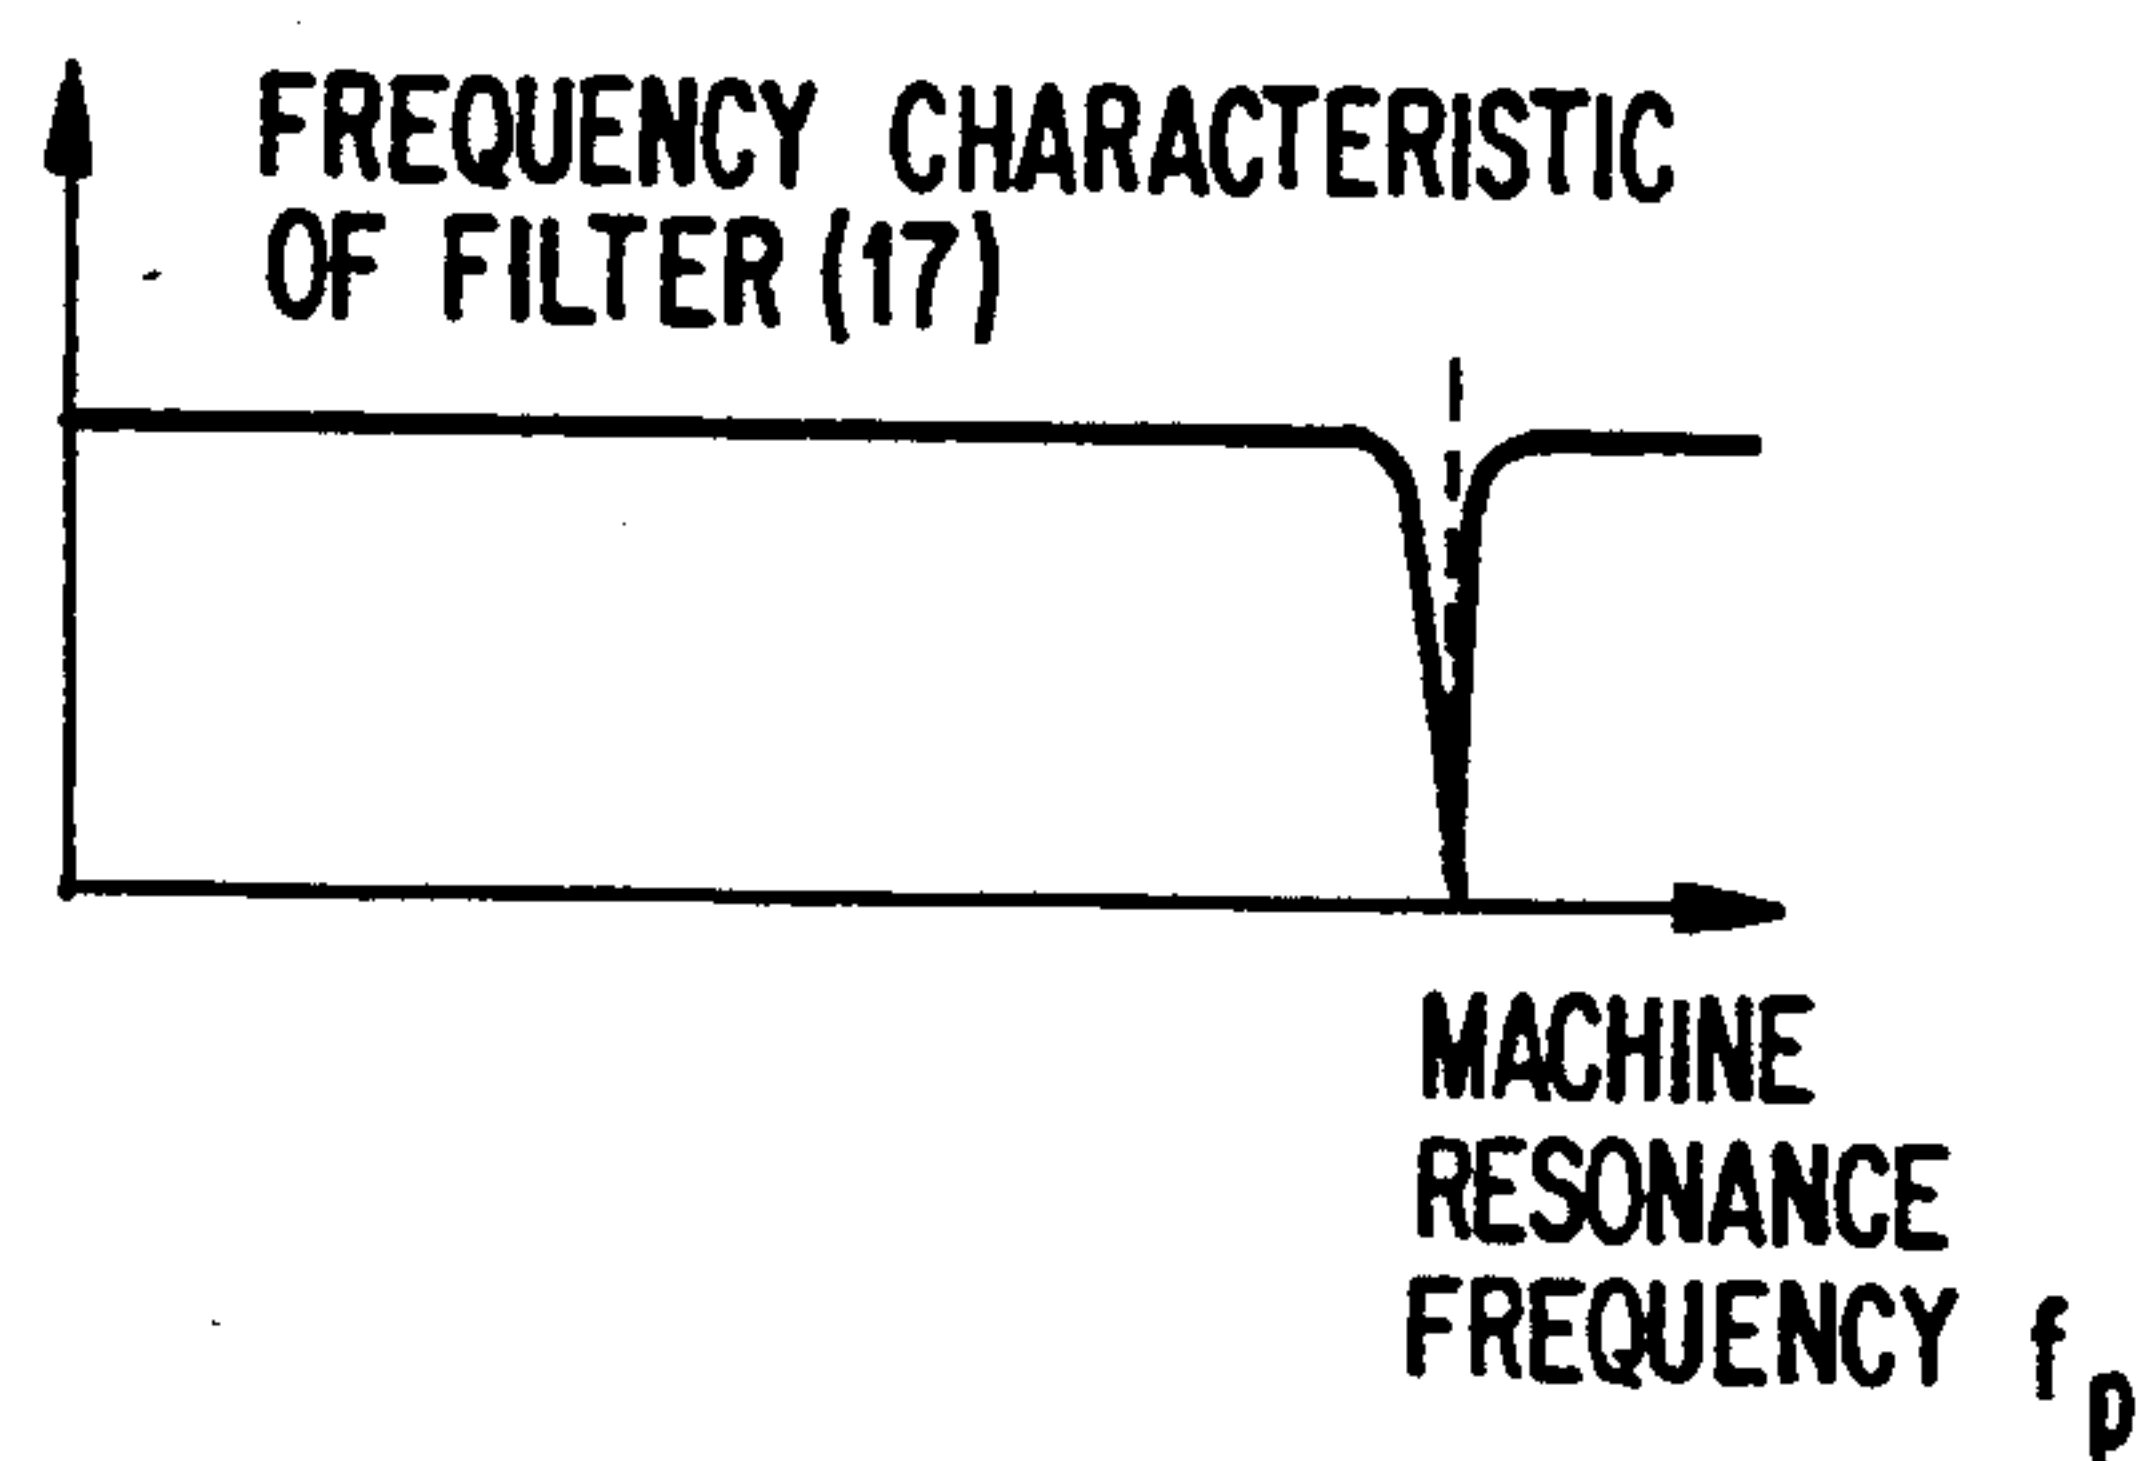 FREQUENCY CHARACTERISTIC
OF FILTER (17)
MACHINE
RESONANCE
FREQUENCY fp